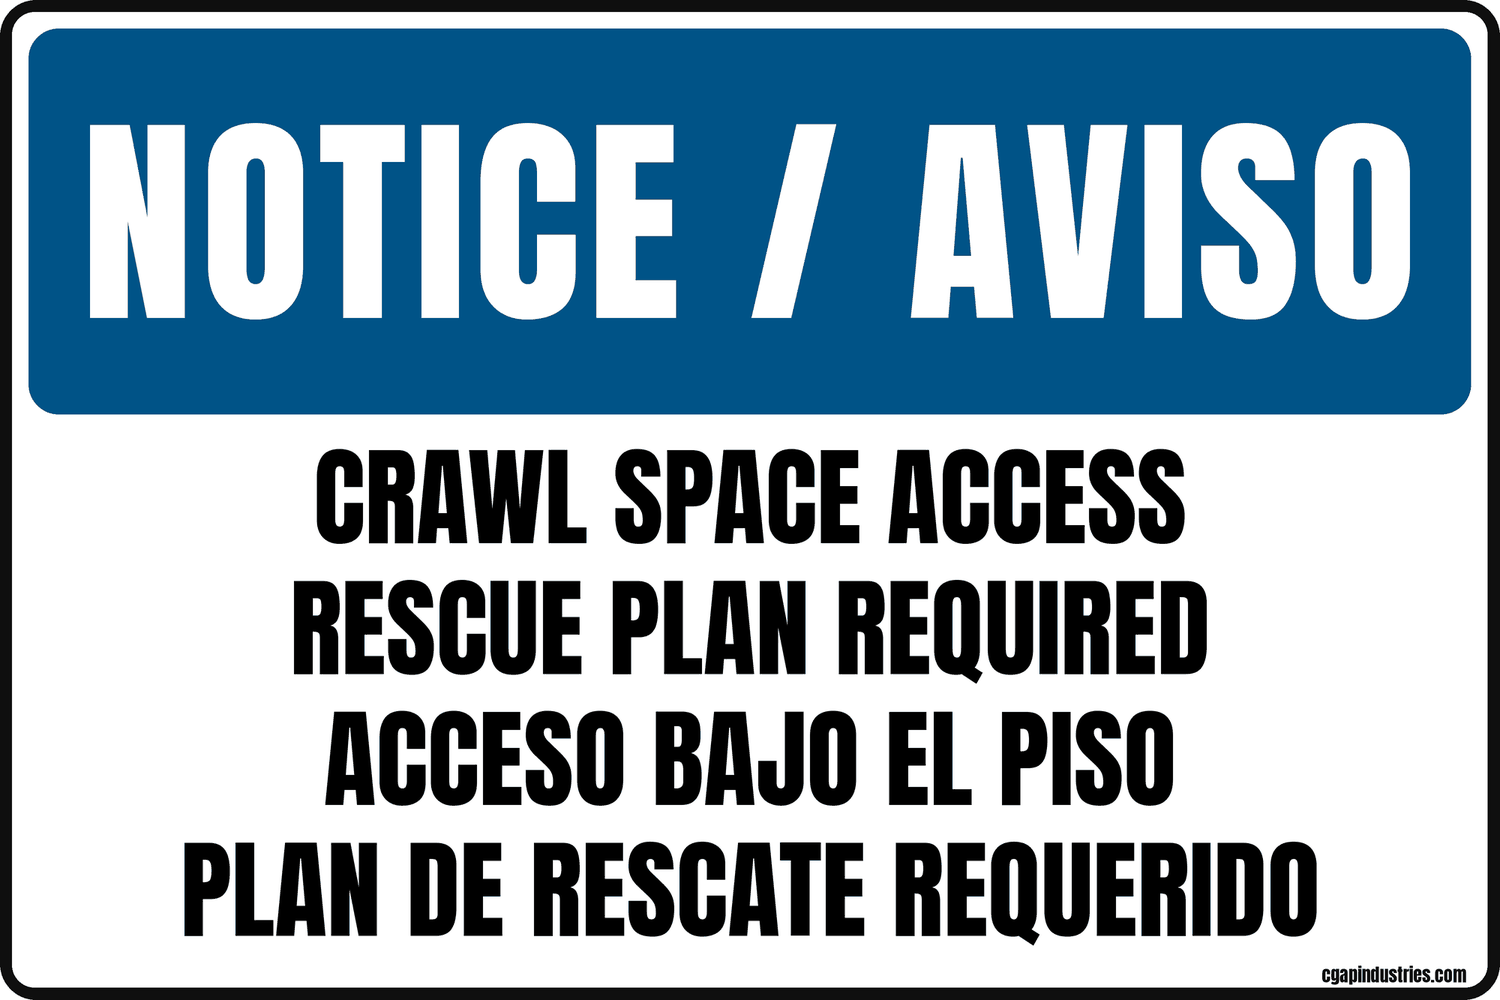 NOTICE / AVISO
CRAWL SPACE ACCESS
RESCUE PLAN REQUIRED
ACCESO BAJO EL PISO
PLAN DE RESCATE REQUERIDO
cgapindustries.com